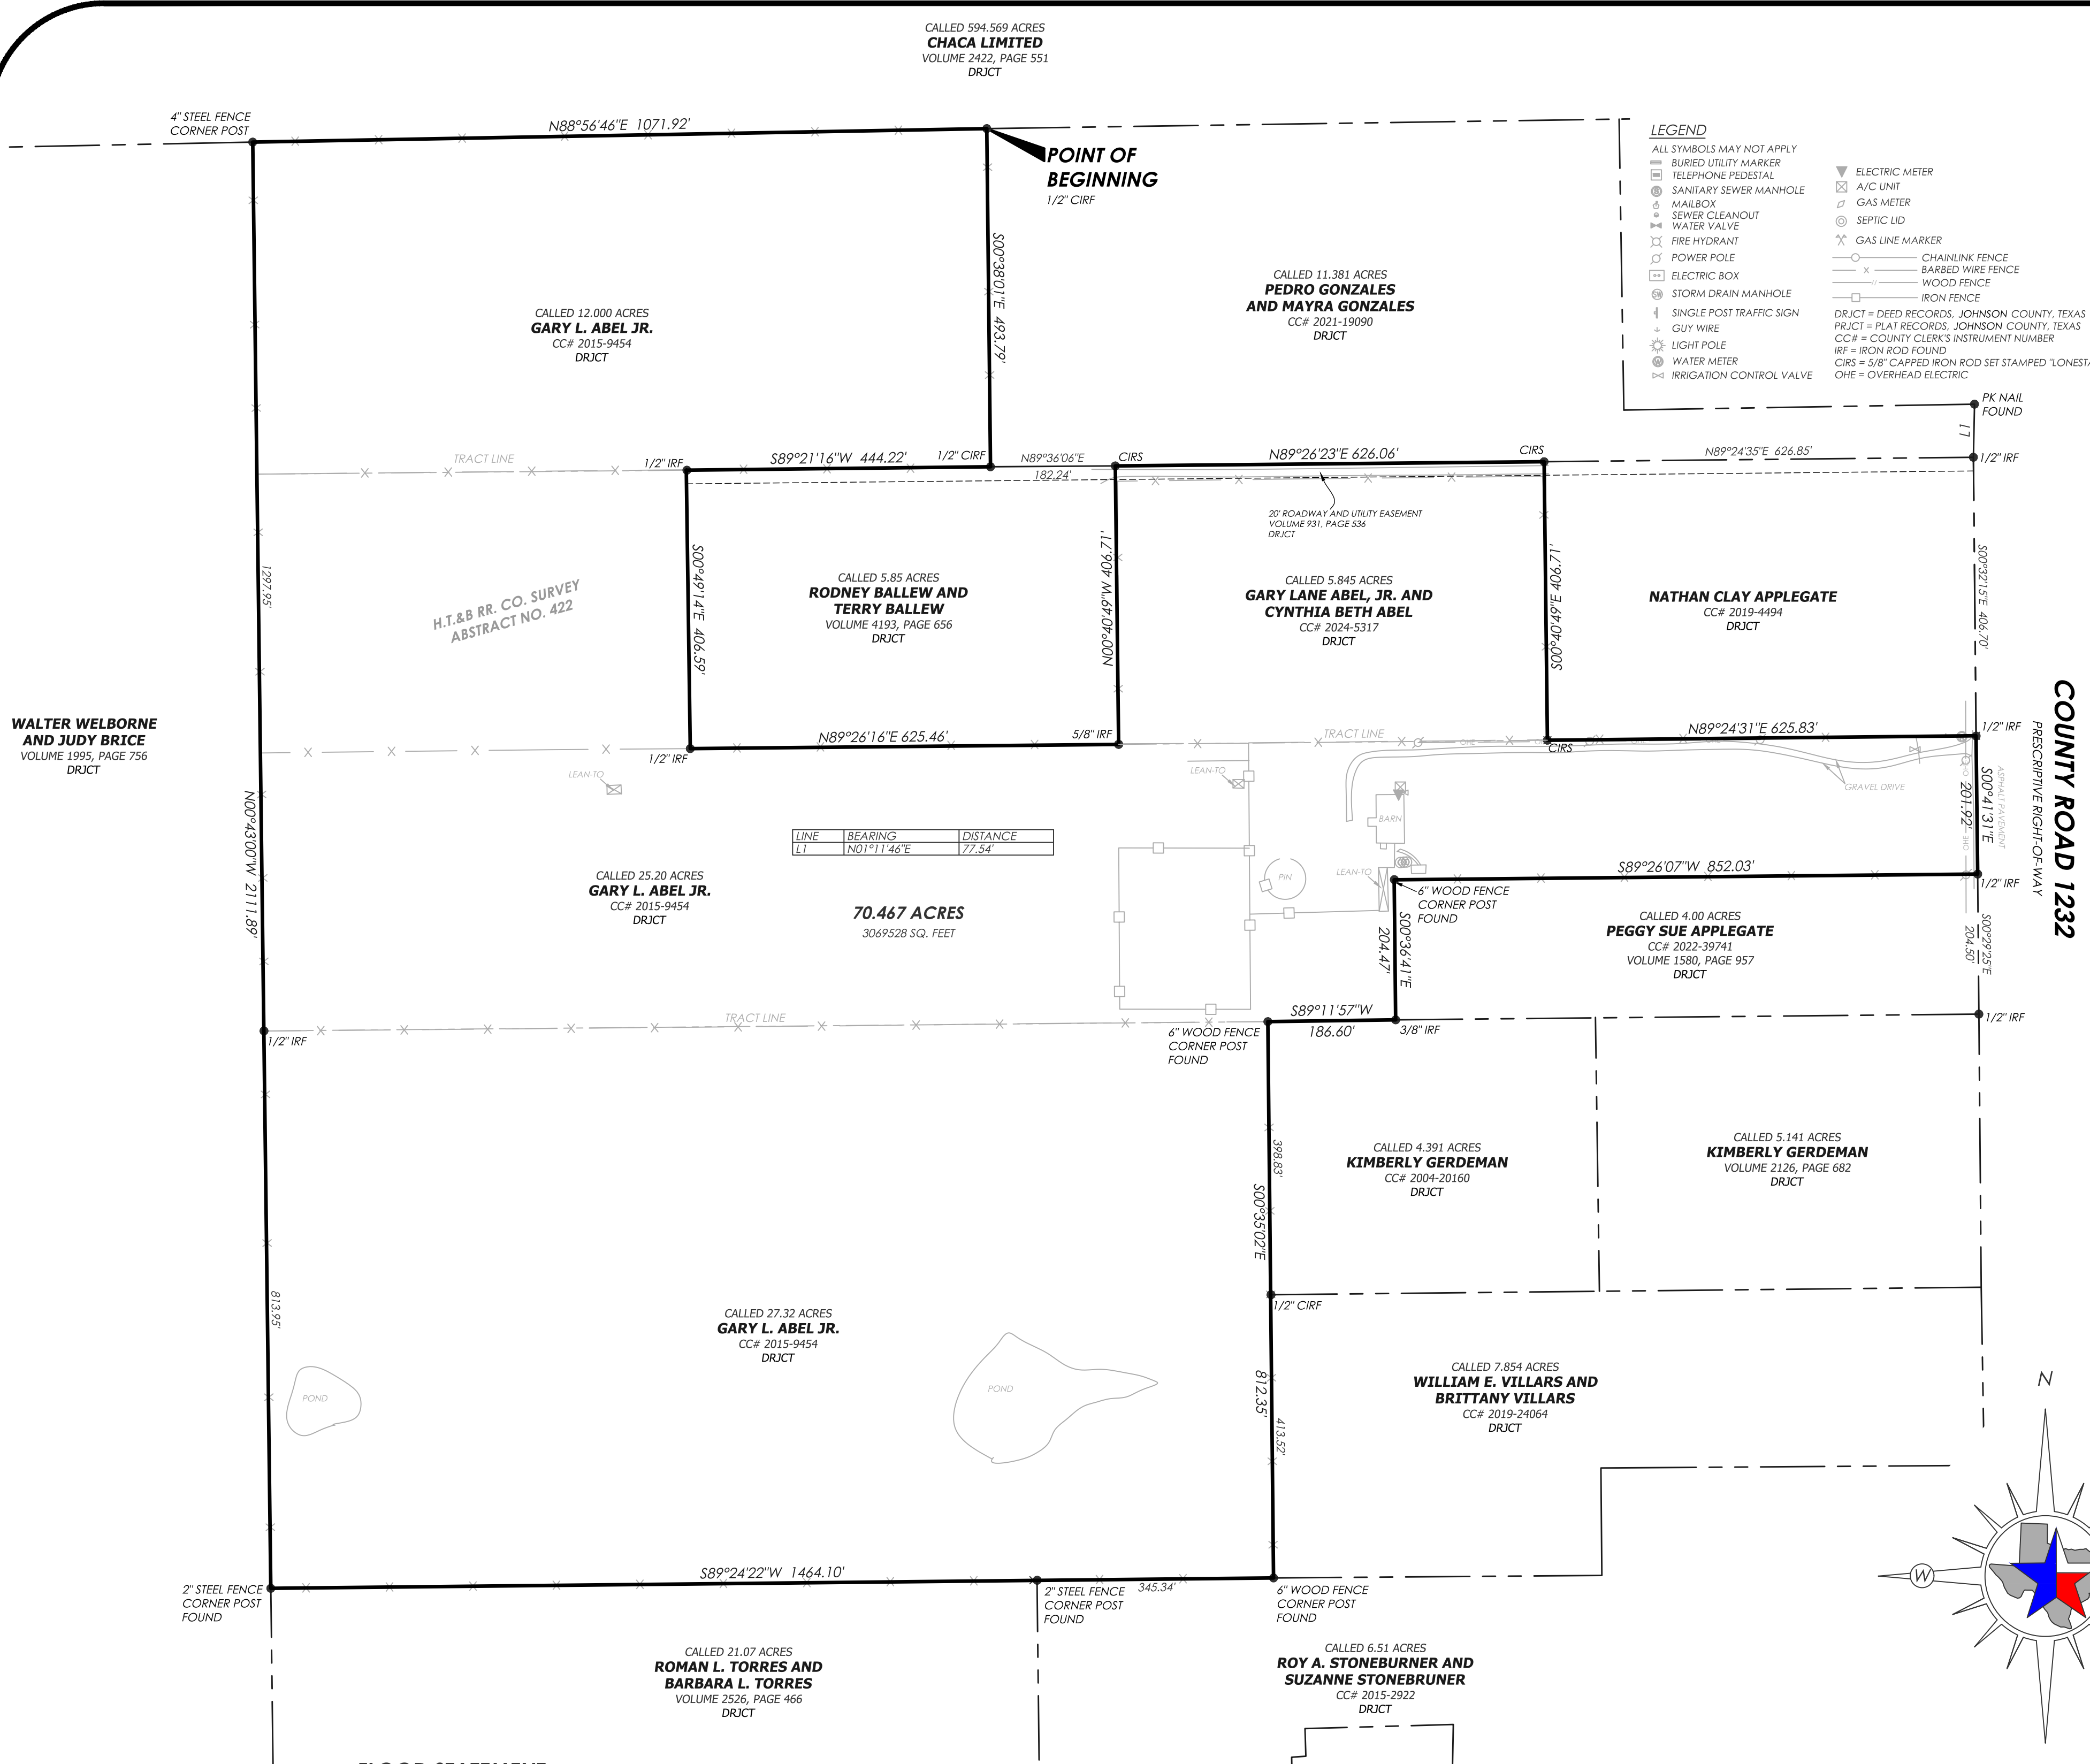 CALLED 594.569 ACRES
CHACA LIMITED
VOLUME 2422, PAGE 551
DRJCT
4" STEEL FENCE
CORNER POST
N88°56'46"E 1071.92'
POINT OF
BEGINNING
1/2" CIRF
S00°38'01"E 493.79'
LEGEND
ALL SYMBOLS MAY NOT APPLY
BURIED UTILITY MARKER
TELEPHONE PEDESTAL
SANITARY SEWER MANHOLE
MAILBOX
SEWER CLEANOUT
WATER VALVE
FIRE HYDRANT
POWER POLE
ELECTRIC BOX
STORM DRAIN MANHOLE
SINGLE POST TRAFFIC SIGN
GUY WIRE
LIGHT POLE
WATER METER
IRRIGATION CONTROL VALVE
ELECTRIC METER
A/C UNIT
GAS METER
SEPTIC LID
GAS LINE MARKER
CHAINLINK FENCE
BARBED WIRE FENCE
WOOD FENCE
IRON FENCE
DRJCT = DEED RECORDS, JOHNSON COUNTY, TEXAS
PRJCT = PLAT RECORDS, JOHNSON COUNTY, TEXAS
CC# = COUNTY CLERK'S INSTRUMENT NUMBER
IRF = IRON ROD FOUND
CIRS = 5/8" CAPPED IRON ROD SET STAMPED "LONEST
OHE = OVERHEAD ELECTRIC
CALLED 12.000 ACRES
GARY L. ABEL JR.
CC# 2015-9454
DRJCT
CALLED 11.381 ACRES
PEDRO GONZALES
AND MAYRA GONZALES
CC# 2021-19090
DRJCT
PK NAIL
FOUND
L1
TRACT LINE
1/2" IRF
S89°21'16"W 444.22'
1/2" CIRF
N89°36'06"E
182.24'
CIRS
N89°26'23"E 626.06'
CIRS
N89°24'35"E 626.85'
1/2" IRF
20' ROADWAY AND UTILITY EASEMENT
VOLUME 931. PAGE 536
DRJCT
1297.95'
H.T.&B RR. CO. SURVEY
ABSTRACT NO. 422
S00°49'14"E 406.59'
CALLED 5.85 ACRES
RODNEY BALLEW AND
TERRY BALLEW
VOLUME 4193, PAGE 656
DRJCT
N00°40'49"W 406.71'
CALLED 5.845 ACRES
GARY LANE ABEL, JR. AND
CYNTHIA BETH ABEL
CC# 2024-5317
DRJCT
S00°40'49"E 406.71'
NATHAN CLAY APPLEGATE
CC# 2019-4494
DRJCT
S00°32'15"E 406.70'
WALTER WELBORNE
AND JUDY BRICE
VOLUME 1995, PAGE 756
DRJCT
1/2" IRF
N89°26'16"E 625.46'
5/8" IRF
TRACT LINE
OHE
CIRS
N89°24'31"E 625.83'
1/2" IRF
COUNTY ROAD 1232
PRESCRIPTIVE RIGHT-OF-WAY
LEAN-TO
LEAN-TO
GRAVEL DRIVE
OHE
OHE
201.92'
S00°41'31"E
ASPHALT PAVEMENT
BARN
LINE BEARING DISTANCE
L1 N01°11'46"E 77.54'
N00°43'00"W 2111.89'
CALLED 25.20 ACRES
GARY L. ABEL JR.
CC# 2015-9454
DRJCT
70.467 ACRES
3069528 SQ. FEET
PIN
LEAN-TO
S89°26'07"W 852.03'
6" WOOD FENCE
CORNER POST
FOUND
1/2" IRF
204.47'
S00°36'41"E
CALLED 4.00 ACRES
PEGGY SUE APPLEGATE
CC# 2022-39741
VOLUME 1580, PAGE 957
DRJCT
204.50'
S00°29'25"E
TRACT LINE
1/2" IRF
6" WOOD FENCE
CORNER POST
FOUND
S89°11'57"W
186.60'
3/8" IRF
1/2" IRF
398.83'
S00°35'02"E
CALLED 4.391 ACRES
KIMBERLY GERDEMAN
CC# 2004-20160
DRJCT
CALLED 5.141 ACRES
KIMBERLY GERDEMAN
VOLUME 2126, PAGE 682
DRJCT
1/2" CIRF
813.95'
CALLED 27.32 ACRES
GARY L. ABEL JR.
CC# 2015-9454
DRJCT
POND
POND
812.35'
413.52'
CALLED 7.854 ACRES
WILLIAM E. VILLARS AND
BRITTANY VILLARS
CC# 2019-24064
DRJCT
N
W
2" STEEL FENCE
CORNER POST
FOUND
S89°24'22"W 1464.10'
2" STEEL FENCE
CORNER POST
FOUND
345.34'
6" WOOD FENCE
CORNER POST
FOUND
CALLED 21.07 ACRES
ROMAN L. TORRES AND
BARBARA L. TORRES
VOLUME 2526, PAGE 466
DRJCT
CALLED 6.51 ACRES
ROY A. STONEBURNER AND
SUZANNE STONEBRUNER
CC# 2015-2922
DRJCT